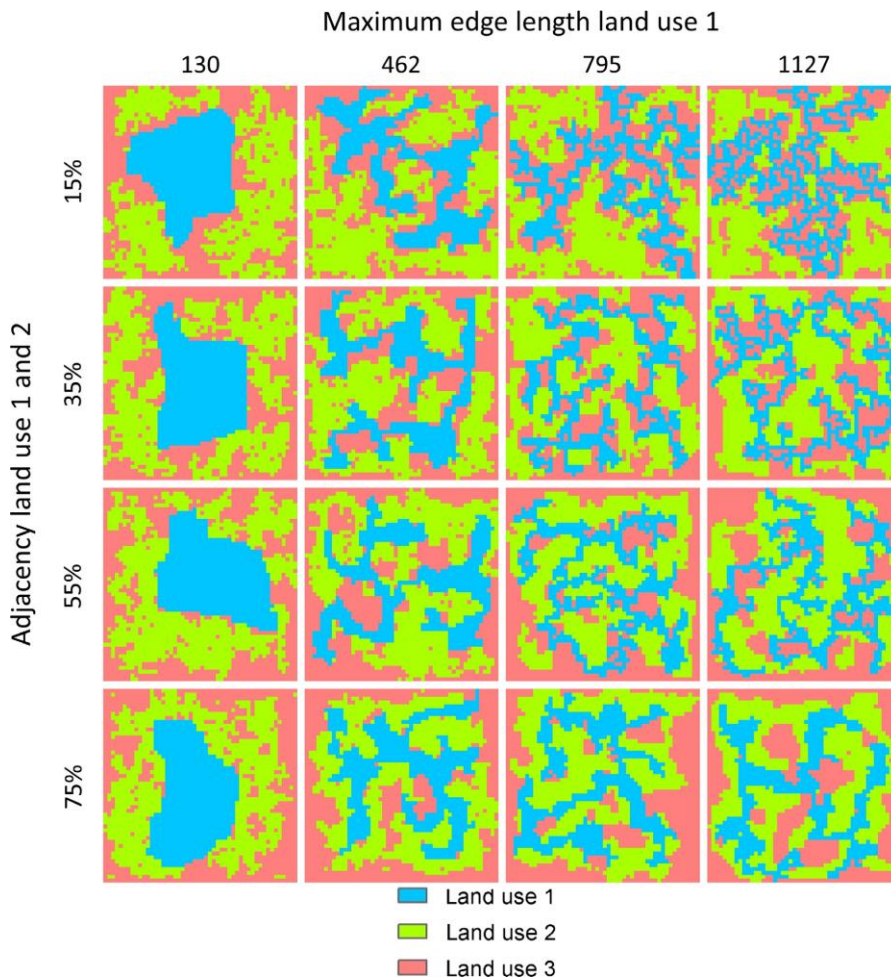 Maximum edge length land use 1
130 462 795 1127
Adjacency land use 1 and 2
15%
35%
55%
75%
Land use 1
Land use 2
Land use 3